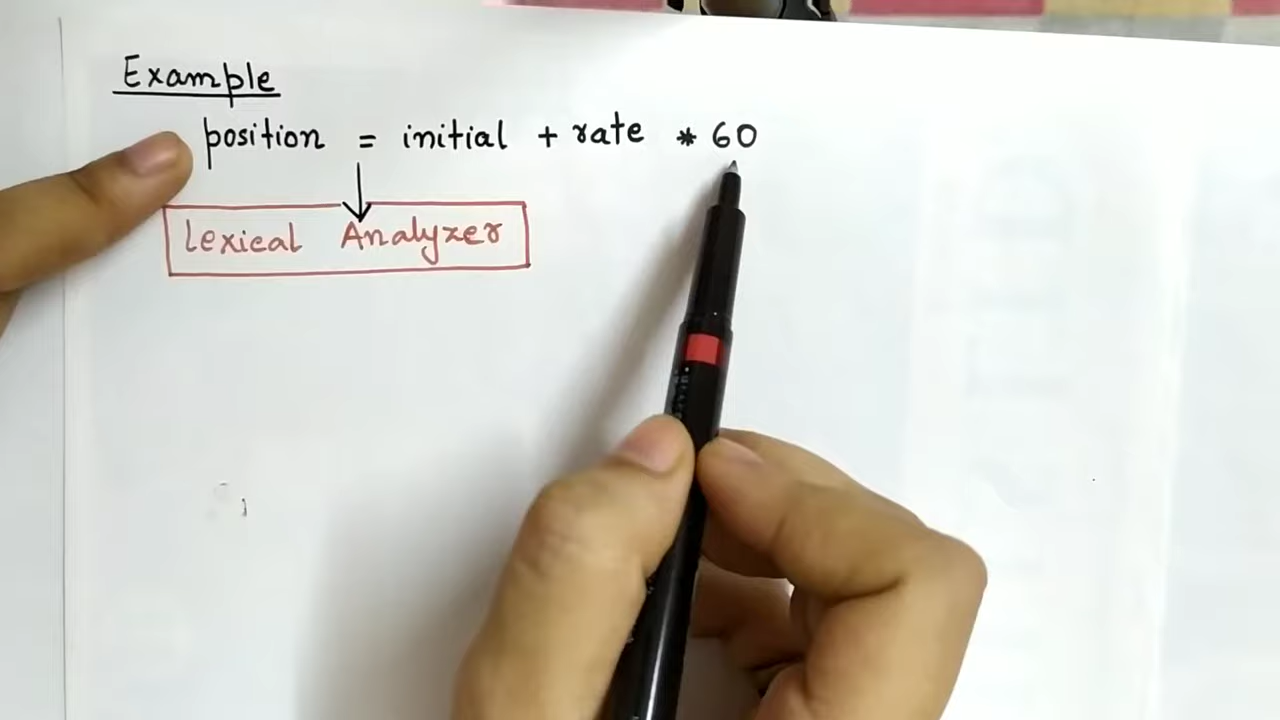 Example
position = initial + rate * 60
Lexical Analyzer